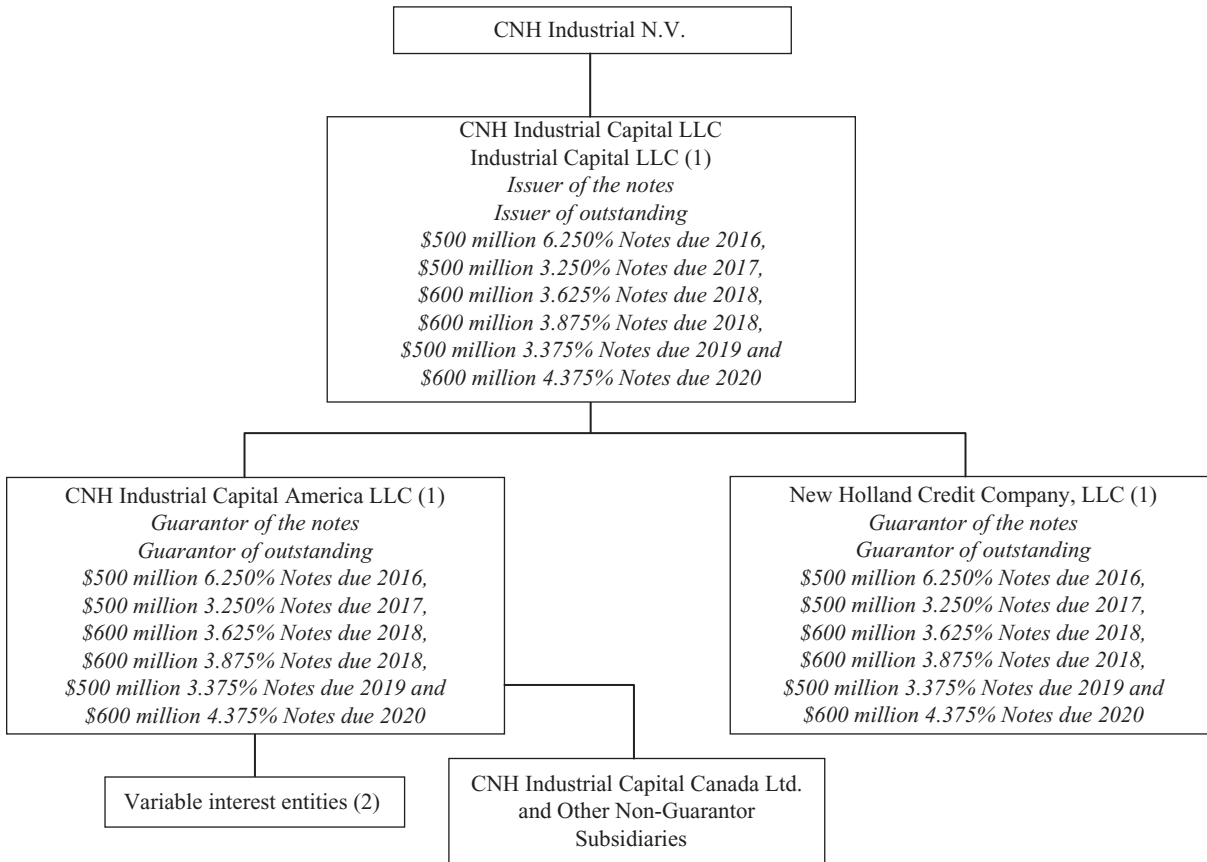 CNH Industrial N.V.
CNH Industrial Capital LLC
Industrial Capital LLC (1)
Issuer of the notes
Issuer of outstanding
$500 million 6.250% Notes due 2016,
$500 million 3.250% Notes due 2017,
$600 million 3.625% Notes due 2018,
$600 million 3.875% Notes due 2018,
$500 million 3.375% Notes due 2019 and
$600 million 4.375% Notes due 2020
CNH Industrial Capital America LLC (1)
Guarantor of the notes
Guarantor of outstanding
$500 million 6.250% Notes due 2016,
$500 million 3.250% Notes due 2017,
$600 million 3.625% Notes due 2018,
$600 million 3.875% Notes due 2018,
$500 million 3.375% Notes due 2019 and
$600 million 4.375% Notes due 2020
New Holland Credit Company, LLC (1)
Guarantor of the notes
Guarantor of outstanding
$500 million 6.250% Notes due 2016,
$500 million 3.250% Notes due 2017,
$600 million 3.625% Notes due 2018,
$600 million 3.875% Notes due 2018,
$500 million 3.375% Notes due 2019 and
$600 million 4.375% Notes due 2020
Variable interest entities (2)
CNH Industrial Capital Canada Ltd.
and Other Non-Guarantor
Subsidiaries